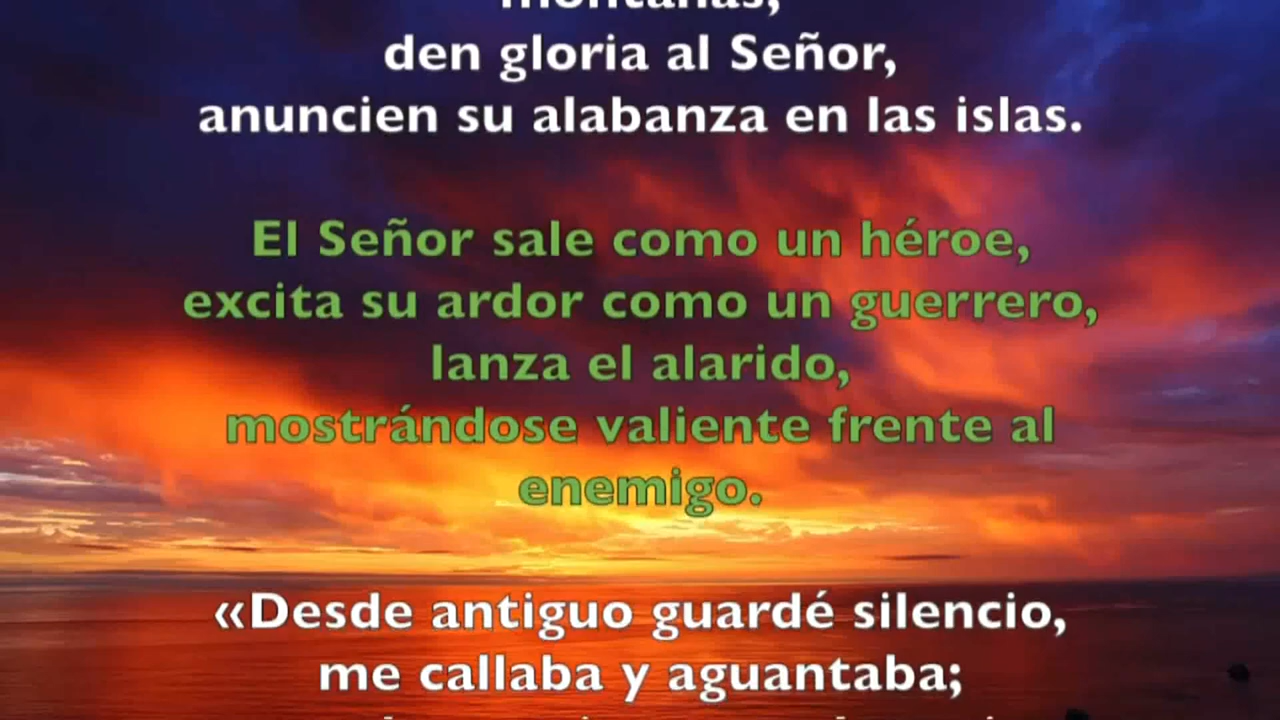 montañas,
den gloria al Señor,
anuncien su alabanza en las islas.
El Señor sale como un héroe,
excita su ardor como un guerrero,
lanza el alarido,
mostrándose valiente frente al
enemigo.
«Desde antiguo guardé silencio,
me callaba y aguantaba;